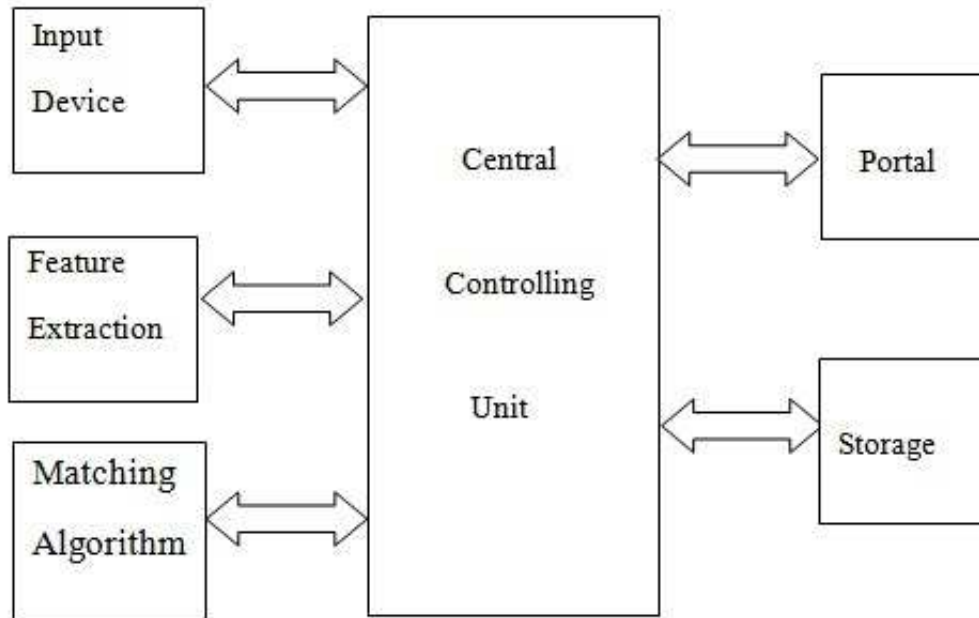 Input
Device
Feature
Extraction
Matching
Algorithm
Central
Controlling
Unit
Portal
Storage